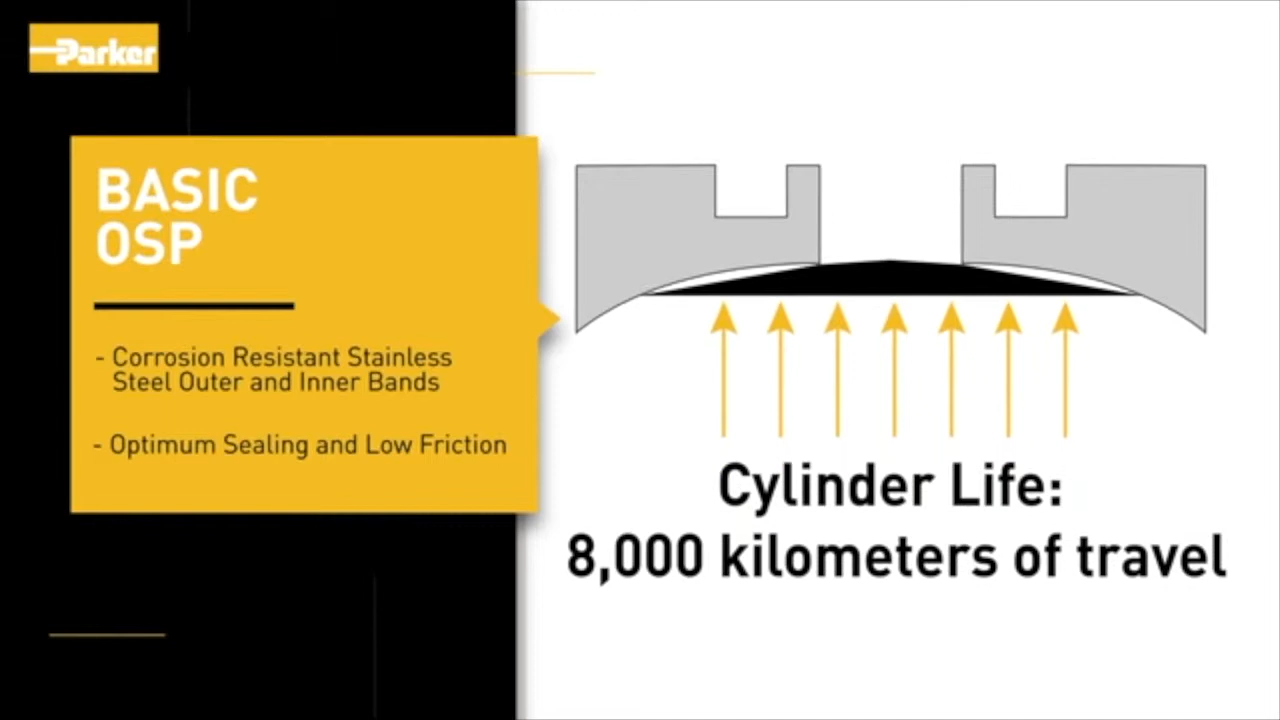 Parker
BASIC
OSP
- Corrosion Resistant Stainless
Steel Outer and Inner Bands
- Optimum Sealing and Low Friction
Cylinder Life:
8,000 kilometers of travel